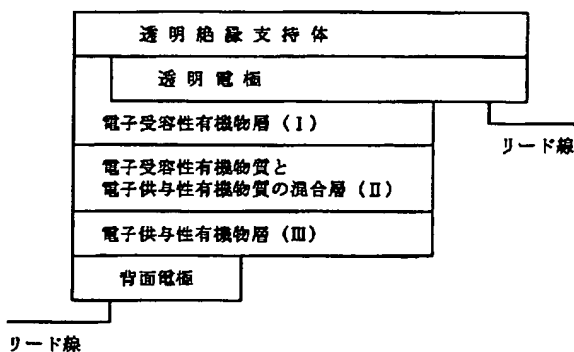 透明絶縁支持体
透明電極
電子受容性有機物層（Ⅰ）
リード線
電子受容性有機物質と
電子供与性有機物質の混合層（Ⅱ）
電子供与性有機物層（Ⅲ）
背面電極
リード線